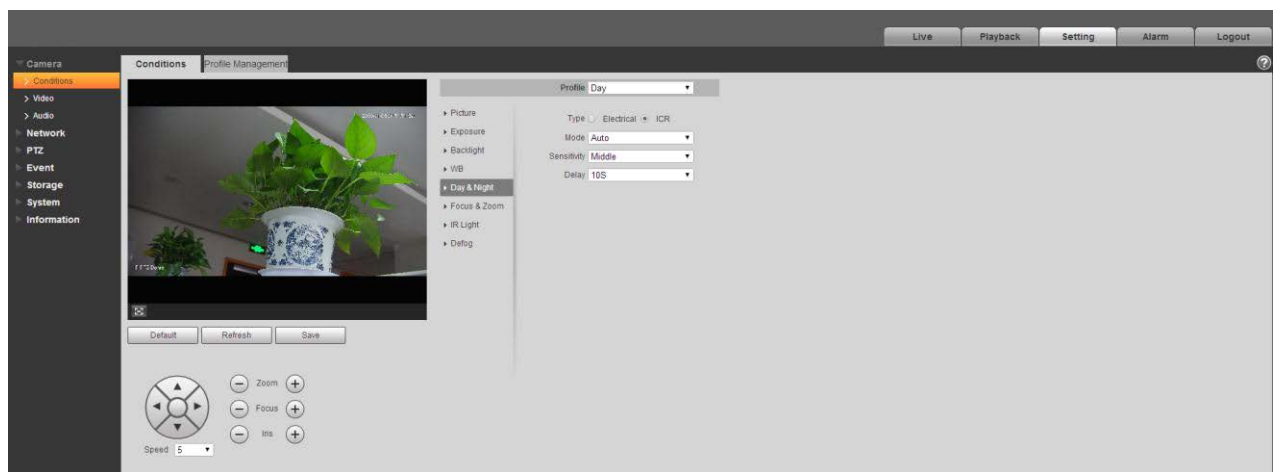 Live Playback Setting Alarm Logout
Camera
Conditions
Video
Audio
Network
PTZ
Event
Storage
System
Information
Conditions Profile Management
Default Refresh Save
Zoom
Focus
Iris
Speed 5
Profile Day
Picture
Exposure
Backlight
WB
Day & Night
Focus & Zoom
IR Light
Defog
Type Electrical ICR
Mode Auto
Sensitivity Middle
Delay 10S